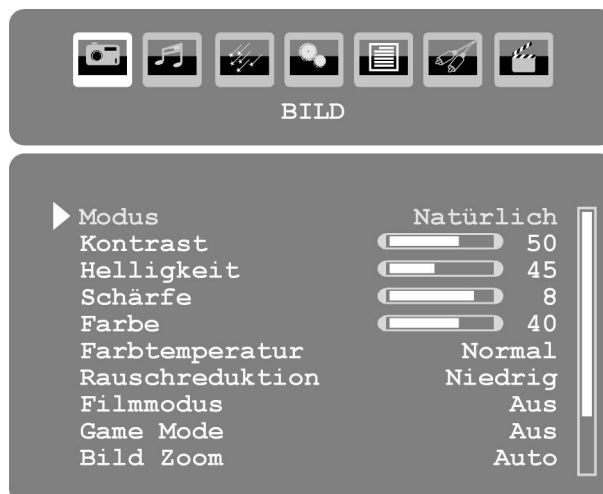 BILD
Modus Natürlich
Kontrast 50
Helligkeit 45
Schärfe 8
Farbe 40
Farbtemperatur Normal
Rauschreduktion Niedrig
Filmmodus Aus
Game Mode Aus
Bild Zoom Auto